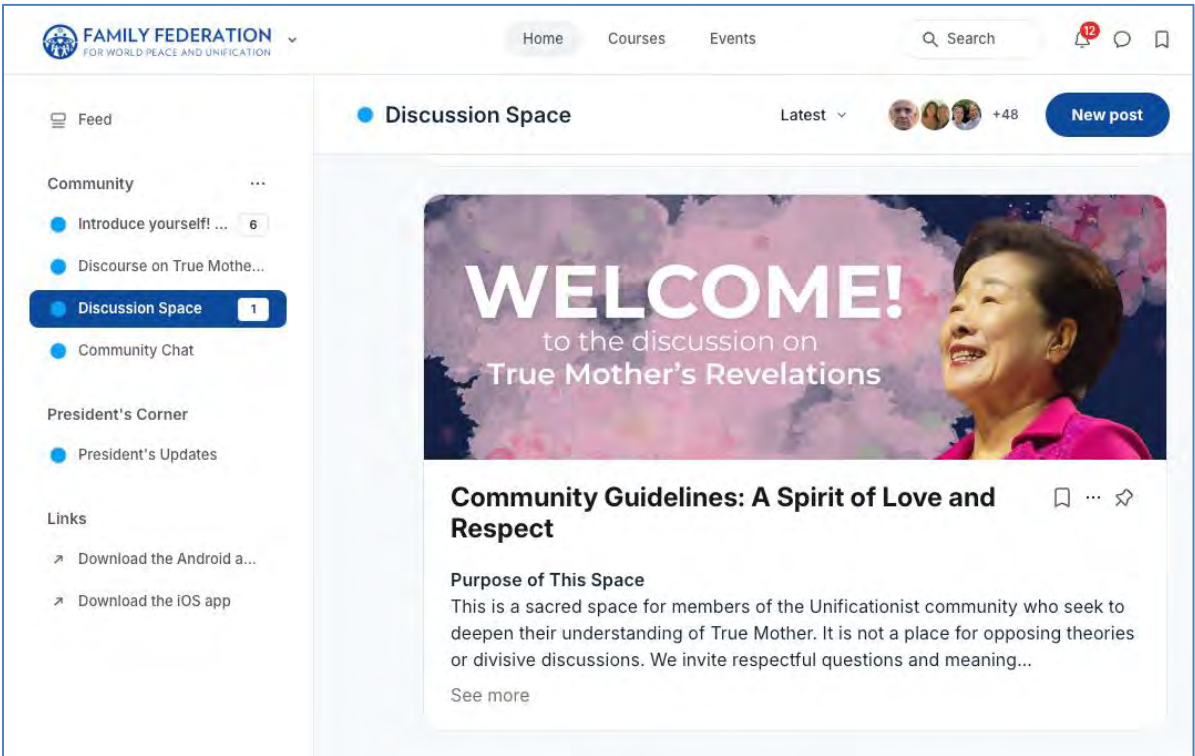 FAMILY FEDERATION
FOR WORLD PEACE AND UNIFICATION
Home
Courses
Events
Search
12
Feed
Discussion Space
Latest
+48
New post
Community
Introduce yourself! ...
6
Discourse on True Mothe...
Discussion Space
1
Community Chat
President's Corner
President's Updates
Links
Download the Android a...
Download the iOS app
WELCOME!
to the discussion on
True Mother's Revelations
Community Guidelines: A Spirit of Love and
Respect
Purpose of This Space
This is a sacred space for members of the Unificationist community who seek to
deepen their understanding of True Mother. It is not a place for opposing theories
or divisive discussions. We invite respectful questions and meaning...
See more